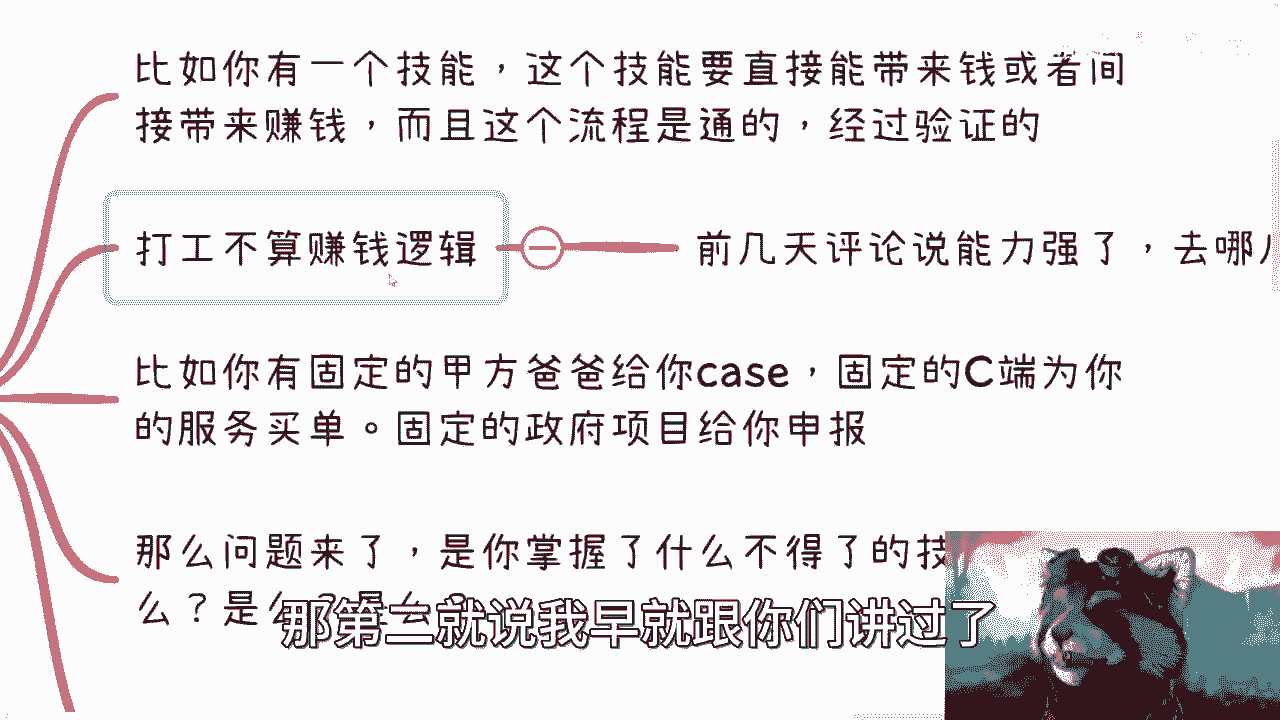 比如你有一个技能，这个技能要直接能带来钱或者间
接带来赚钱，而且这个流程是通的，经过验证的
打工不算赚钱逻辑
前几天评论说能力强了，去哪
比如你有固定的甲方爸爸给你case，固定的C端为你
的服务买单。固定的政府项目给你申报
那么问题来了，是你掌握了什么不得了的技
么？是
那第二就说我早就跟你们讲过了